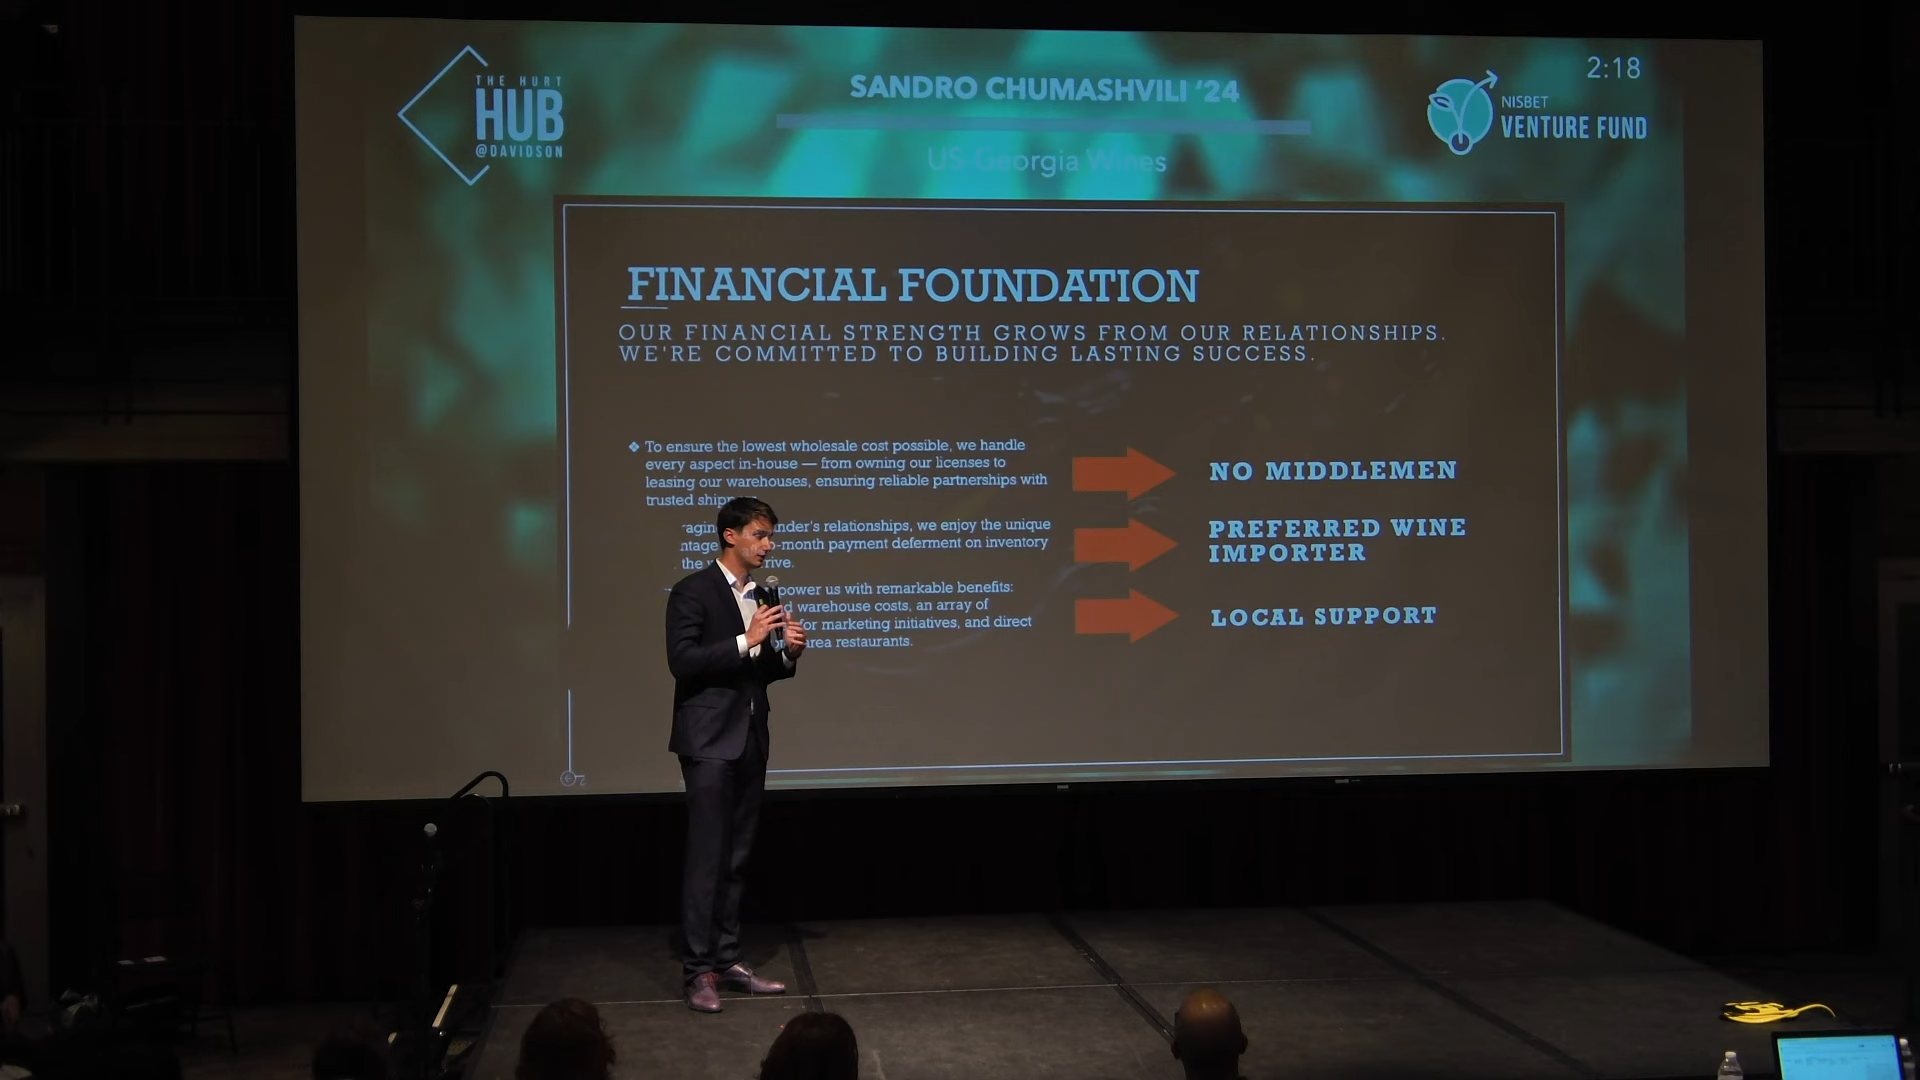 THE HURT
HUB
@DAVIDSON
SANDRO CHUMASHVILI '24
US-Georgia Wines
2:18
NISBET
VENTURE FUND
FINANCIAL FOUNDATION
OUR FINANCIAL STRENGTH GROWS FROM OUR RELATIONSHIPS.
WE'RE COMMITTED TO BUILDING LASTING SUCCESS.
❖ To ensure the lowest wholesale cost possible, we handle
every aspect in-house — from owning our licenses to
leasing our warehouses, ensuring reliable partnerships with
trusted
relationships, we enjoy the unique
-month payment deferment on inventory
the
us with remarkable benefits:
warehouse costs, an array of
for marketing initiatives, and direct
area restaurants.
NO MIDDLEMEN
PREFERRED WINE
IMPORTER
LOCAL SUPPORT